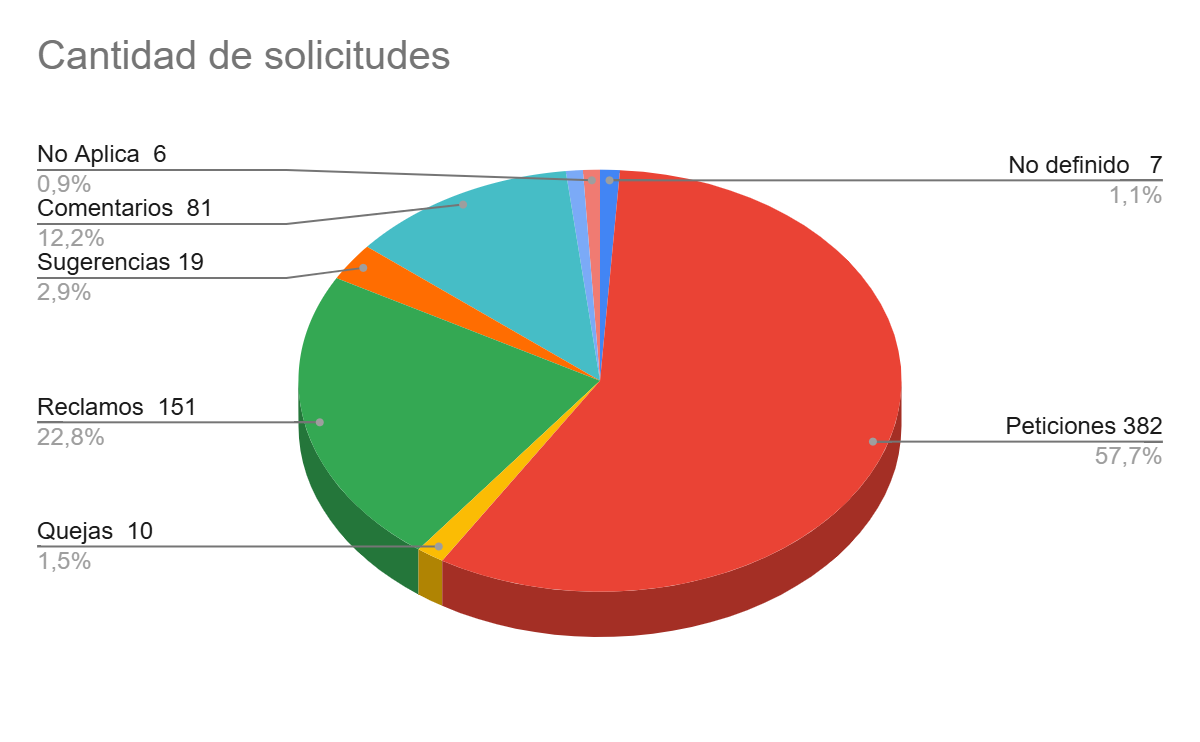 Cantidad de solicitudes
No Aplica 6
0,9%
Comentarios 81
12,2%
Sugerencias 19
2,9%
Reclamos 151
22,8%
Quejas 10
1,5%
No definido 7
1,1%
Peticiones 382
57,7%